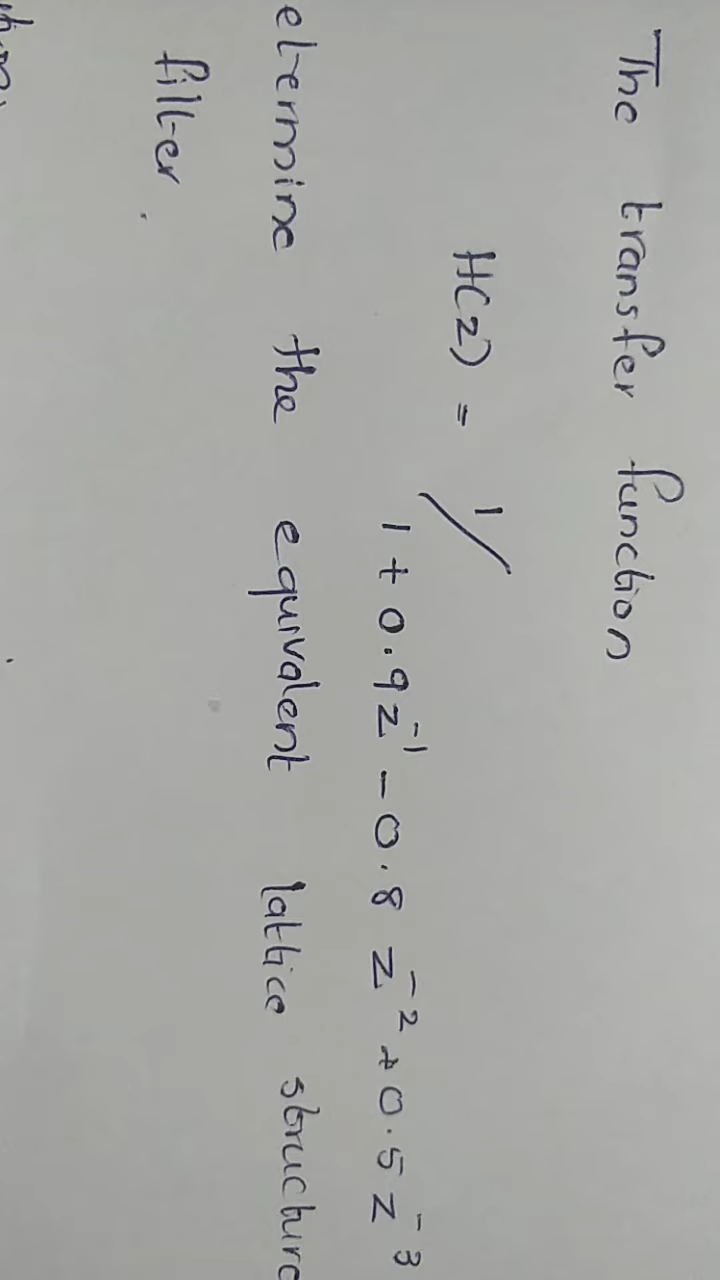 The transfer function
H(z) = 1/
1 + 0.9z⁻¹ - 0.8 z⁻² + 0.5 z⁻³
etermine the equivalent lattice structure
filter.